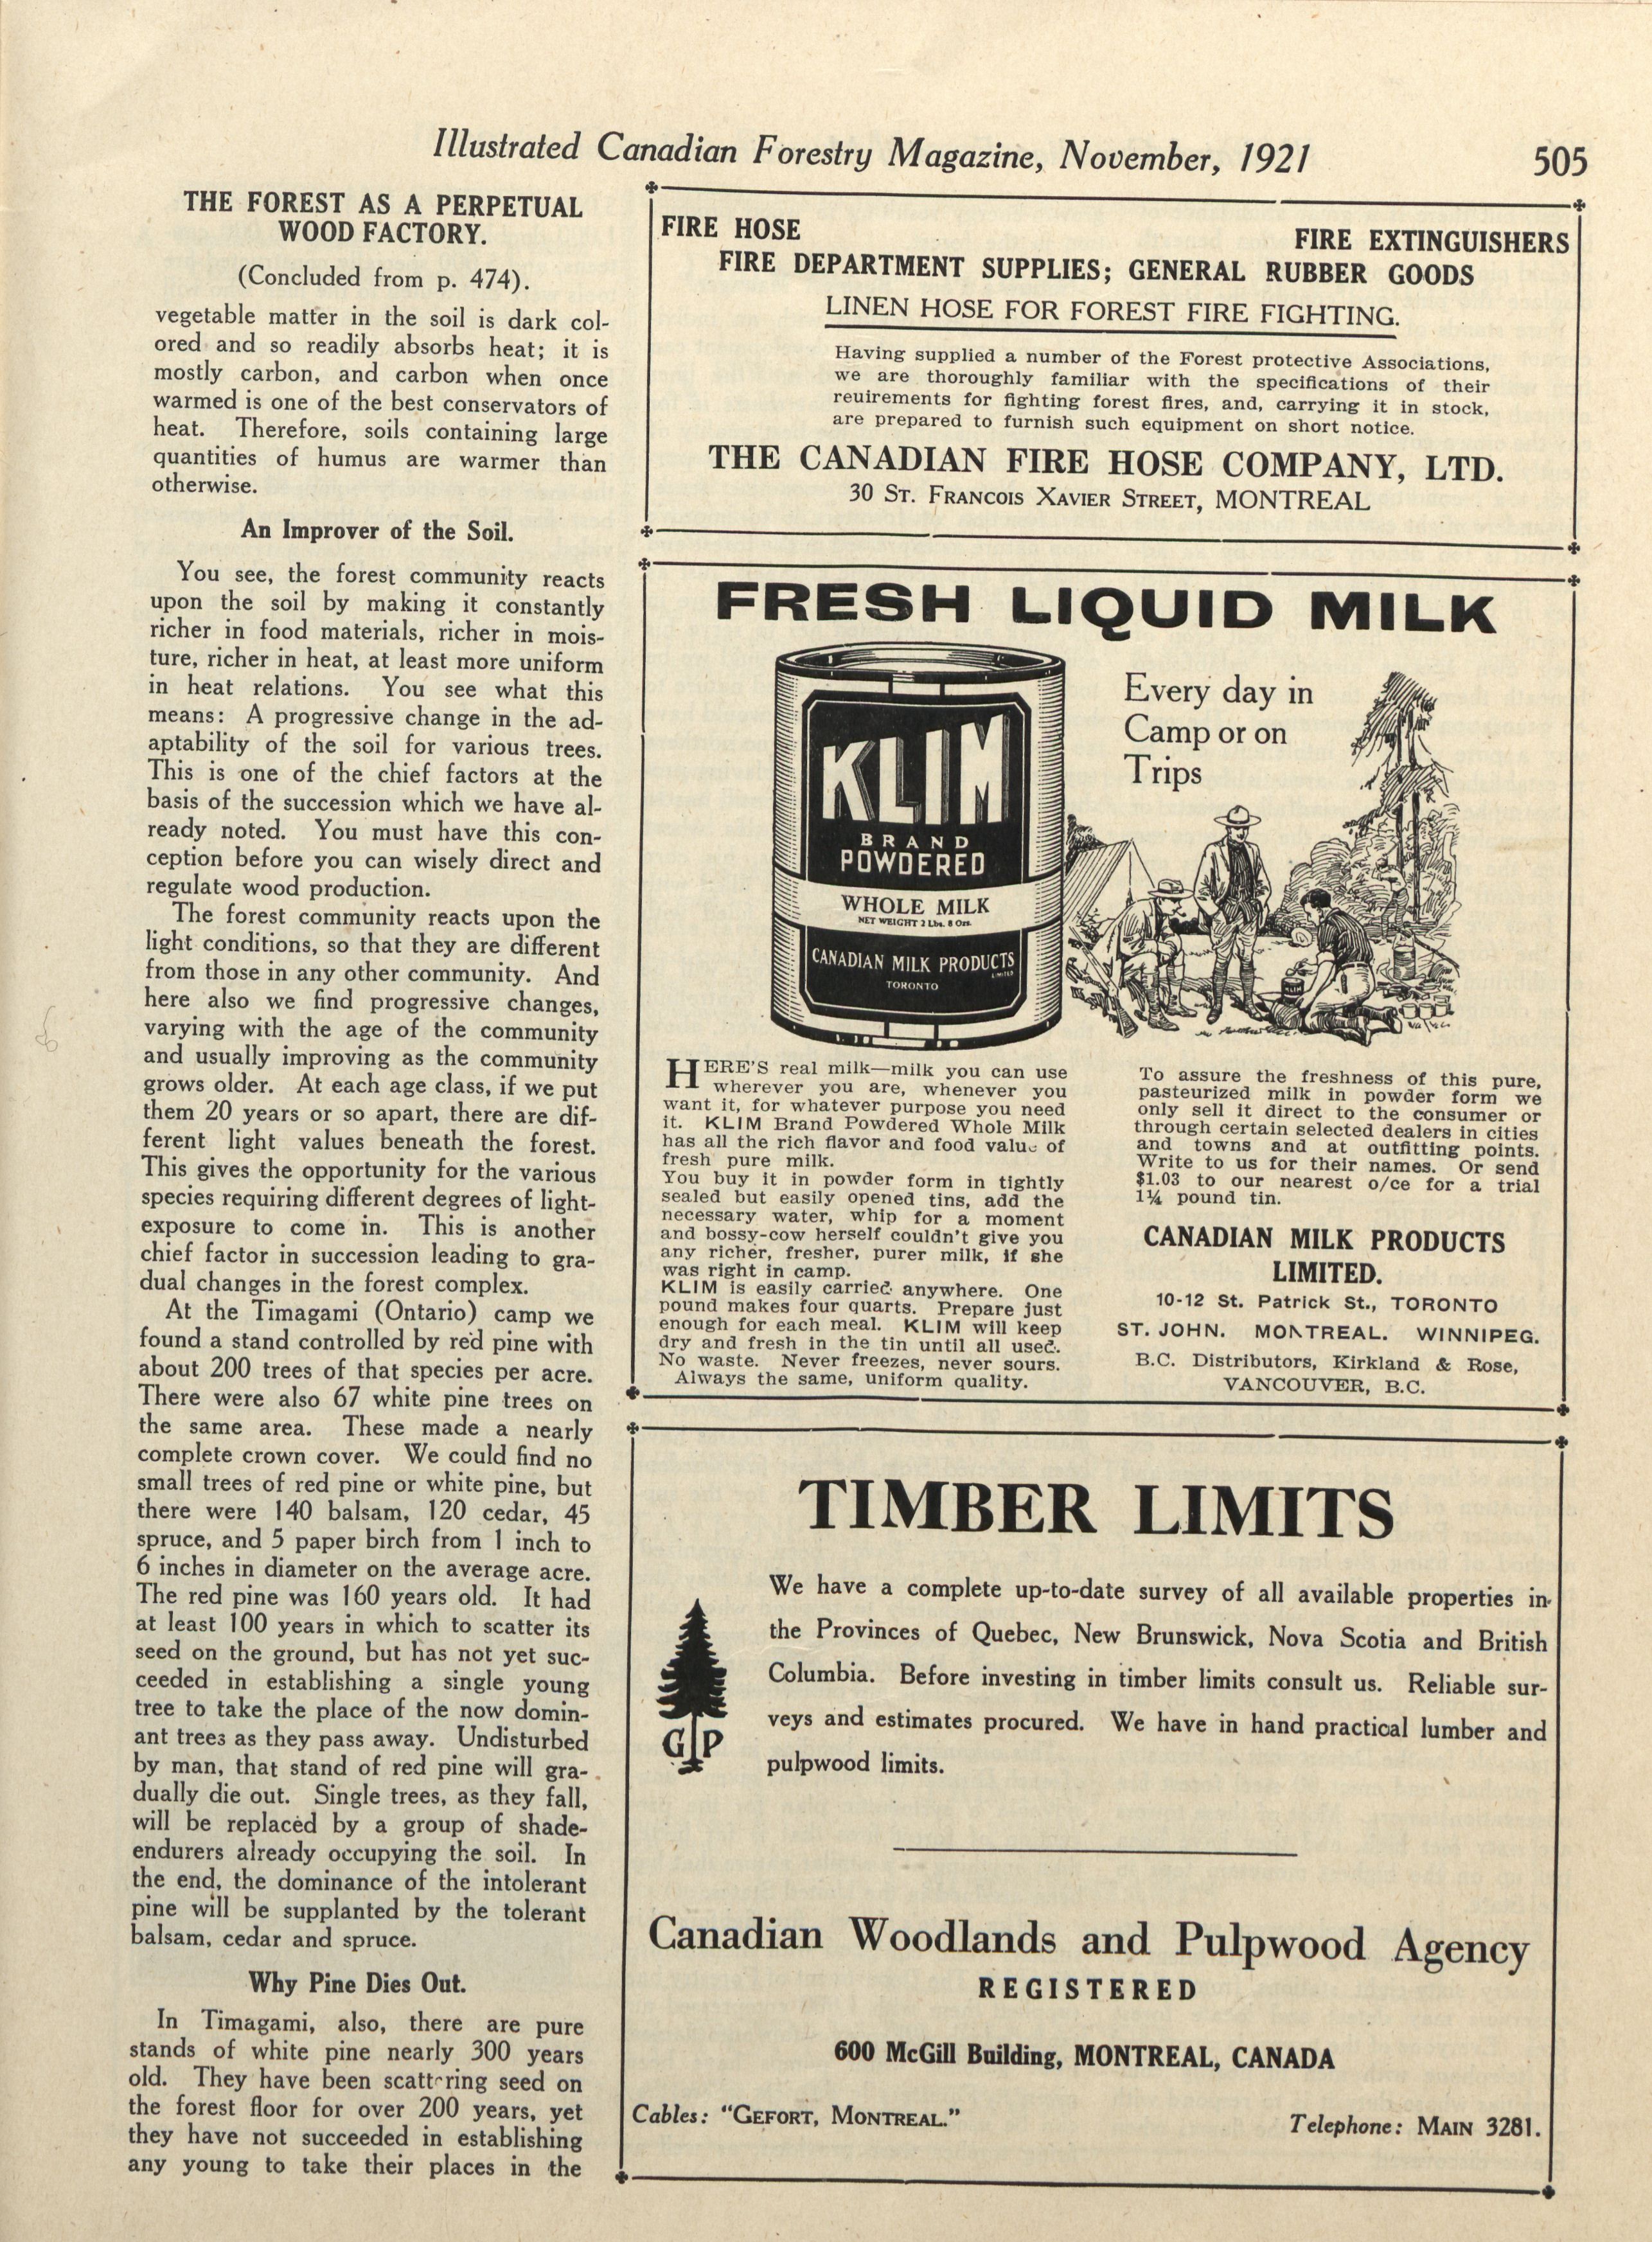 Illustrated Canadian Forestry Magazine, November, 1921
505
THE FOREST AS A PERPETUAL
WOOD FACTORY.
(Concluded from p. 474).
vegetable matter in the soil is dark col-
ored and so readily absorbs heat; it is
mostly carbon, and carbon when once
warmed is one of the best conservators of
heat. Therefore, soils containing large
quantities of humus are warmer than
otherwise.
An Improver of the Soil.
You see, the forest community reacts
upon the soil by making it constantly
richer in food materials, richer in mois-
ture, richer in heat, at least more uniform
in heat relations. You see what this
means: A progressive change in the ad-
aptability of the soil for various trees.
This is one of the chief factors at the
basis of the succession which we have al-
ready noted. You must have this con-
ception before you can wisely direct and
regulate wood production.
The forest community reacts upon the
light conditions, so that they are different
from those in any other community. And
here also we find progressive changes,
varying with the age of the community
and usually improving as the community
grows older. At each age class, if we put
them 20 years or so apart, there are dif-
ferent light values beneath the forest.
This gives the opportunity for the various
species requiring different degrees of light-
exposure to come in. This is another
chief factor in succession leading to gra-
dual changes in the forest complex.
At the Timagami (Ontario) camp we
found a stand controlled by red pine with
about 200 trees of that species per acre.
There were also 67 white pine trees on
the same area. These made a nearly
complete crown cover. We could find no
small trees of red pine or white pine, but
there were 140 balsam, 120 cedar, 45
spruce, and 5 paper birch from 1 inch to
6 inches in diameter on the average acre.
The red pine was 160 years old. It had
at least 100 years in which to scatter its
seed on the ground, but has not yet suc-
ceeded in establishing a single young
tree to take the place of the now domin-
ant trees as they pass away. Undisturbed
by man, that stand of red pine will gra-
dually die out. Single trees, as they fall,
will be replaced by a group of shade-
endurers already occupying the soil. In
the end, the dominance of the intolerant
pine will be supplanted by the tolerant
balsam, cedar and spruce.
Why Pine Dies Out.
In Timagami, also, there are pure
stands of white pine nearly 300 years
old. They have been scattering seed on
the forest floor for over 200 years, yet
they have not succeeded in establishing
any young to take their places in the
FIRE HOSE
FIRE EXTINGUISHERS
FIRE DEPARTMENT SUPPLIES; GENERAL RUBBER GOODS
LINEN HOSE FOR FOREST FIRE FIGHTING.
Having supplied a number of the Forest protective Associations,
we are thoroughly familiar with the specifications of their
reuirements for fighting forest fires, and, carrying it in stock,
are prepared to furnish such equipment on short notice.
THE CANADIAN FIRE HOSE COMPANY, LTD.
30 ST. FRANCOIS XAVIER STREET, MONTREAL
FRESH LIQUID MILK
KLIM
BRAND
POWDERED
WHOLE MILK
NET WEIGHT 2 Lbs. 8 Ozs.
CANADIAN MILK PRODUCTS
LIMITED
TORONTO
Every day in
Camp or on
Trips
HERE'S real milk—milk you can use
wherever you are, whenever you
want it, for whatever purpose you need
it. KLIM Brand Powdered Whole Milk
has all the rich flavor and food value of
fresh pure milk.
You buy it in powder form in tightly
sealed but easily opened tins, add the
necessary water, whip for a moment
and bossy-cow herself couldn't give you
any richer, fresher, purer milk, if she
was right in camp.
KLIM is easily carried anywhere. One
pound makes four quarts. Prepare just
enough for each meal. KLIM will keep
dry and fresh in the tin until all used.
No waste. Never freezes, never sours.
Always the same, uniform quality.
To assure the freshness of this pure,
pasteurized milk in powder form we
only sell it direct to the consumer or
through certain selected dealers in cities
and towns and at outfitting points.
Write to us for their names. Or send
$1.03 to our nearest o/ce for a trial
1¼ pound tin.
CANADIAN MILK PRODUCTS
LIMITED.
10-12 St. Patrick St., TORONTO
ST. JOHN. MONTREAL. WINNIPEG.
B.C. Distributors, Kirkland & Rose,
VANCOUVER, B.C.
TIMBER LIMITS
We have a complete up-to-date survey of all available properties in
the Provinces of Quebec, New Brunswick, Nova Scotia and British
Columbia. Before investing in timber limits consult us. Reliable sur-
veys and estimates procured. We have in hand practical lumber and
pulpwood limits.
G P
Canadian Woodlands and Pulpwood Agency
REGISTERED
600 McGill Building, MONTREAL, CANADA
Cables: "GEFORT, MONTREAL."
Telephone: MAIN 3281.